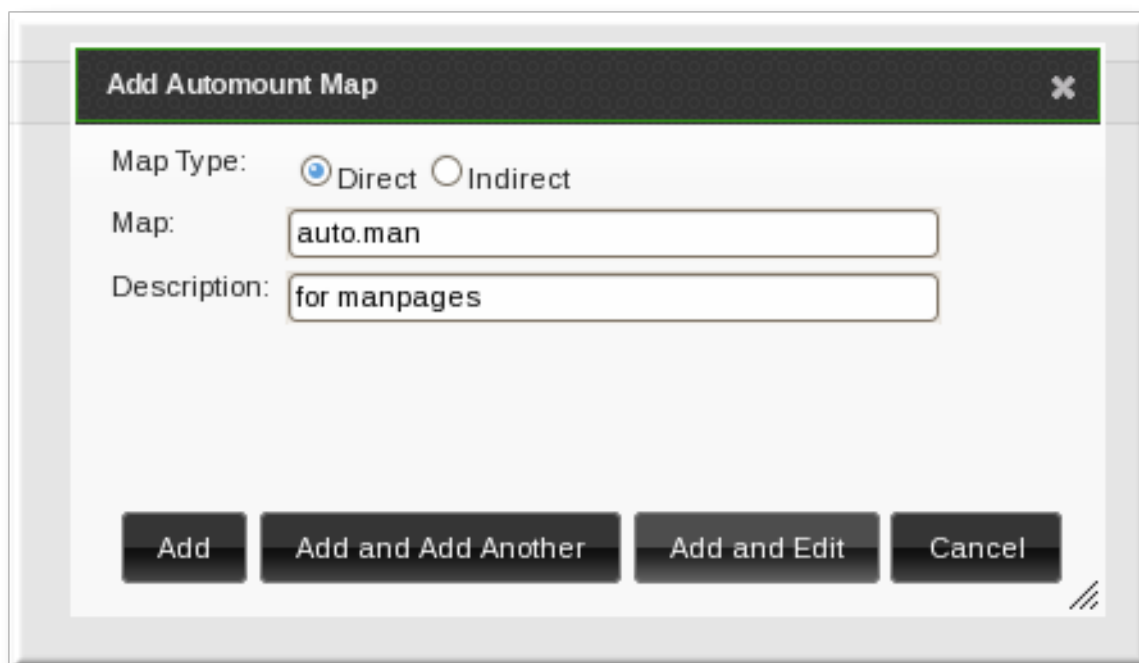 Add Automount Map
Map Type: Direct Indirect
Map: auto.man
Description: for manpages
Add Add and Add Another Add and Edit Cancel